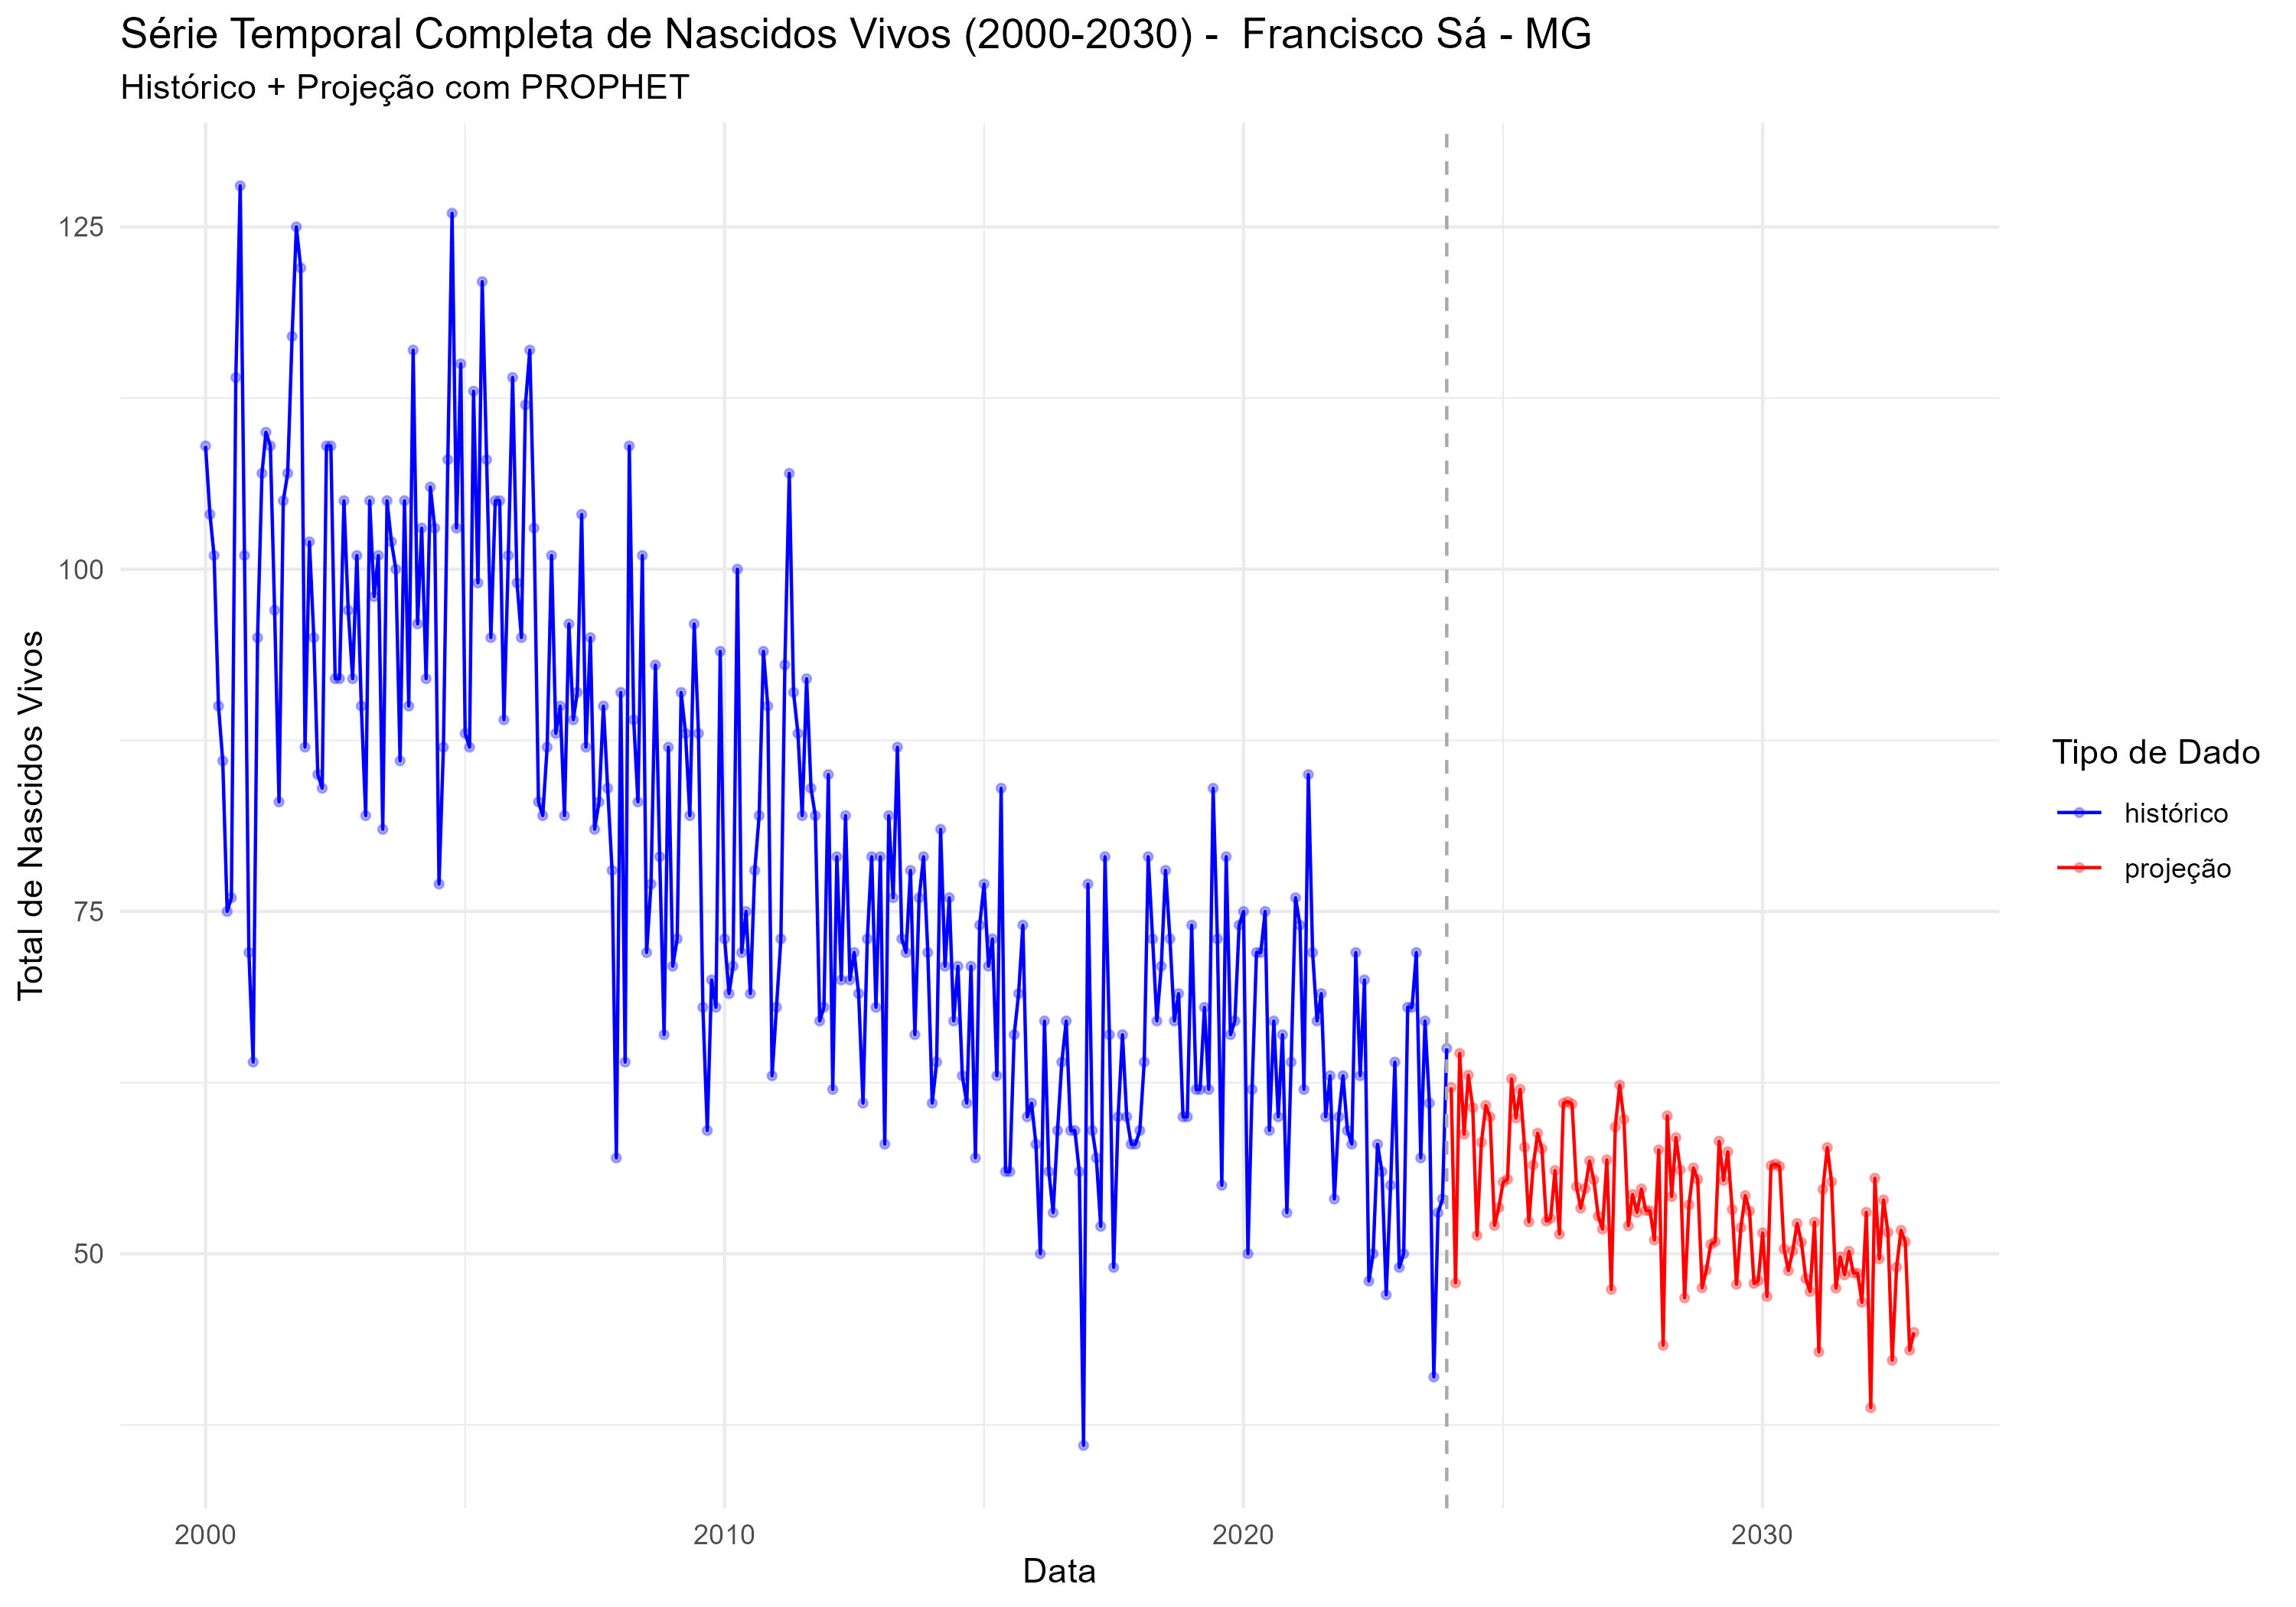 Série Temporal Completa de Nascidos Vivos (2000-2030) -  Francisco Sá - MG
Histórico + Projeção com PROPHET
Total de Nascidos Vivos
125
100
75
50
2000
2010
2020
2030
Data
Tipo de Dado
histórico
projeção